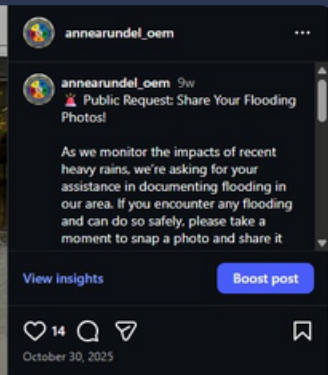 annearundel_oem
annearundel_oem 9w
🚨 Public Request: Share Your Flooding
Photos!
As we monitor the impacts of recent
heavy rains, we're asking for your
assistance in documenting flooding in
our area. If you encounter any flooding
and can do so safely, please take a
moment to snap a photo and share it
View insights
Boost post
14
October 30, 2025